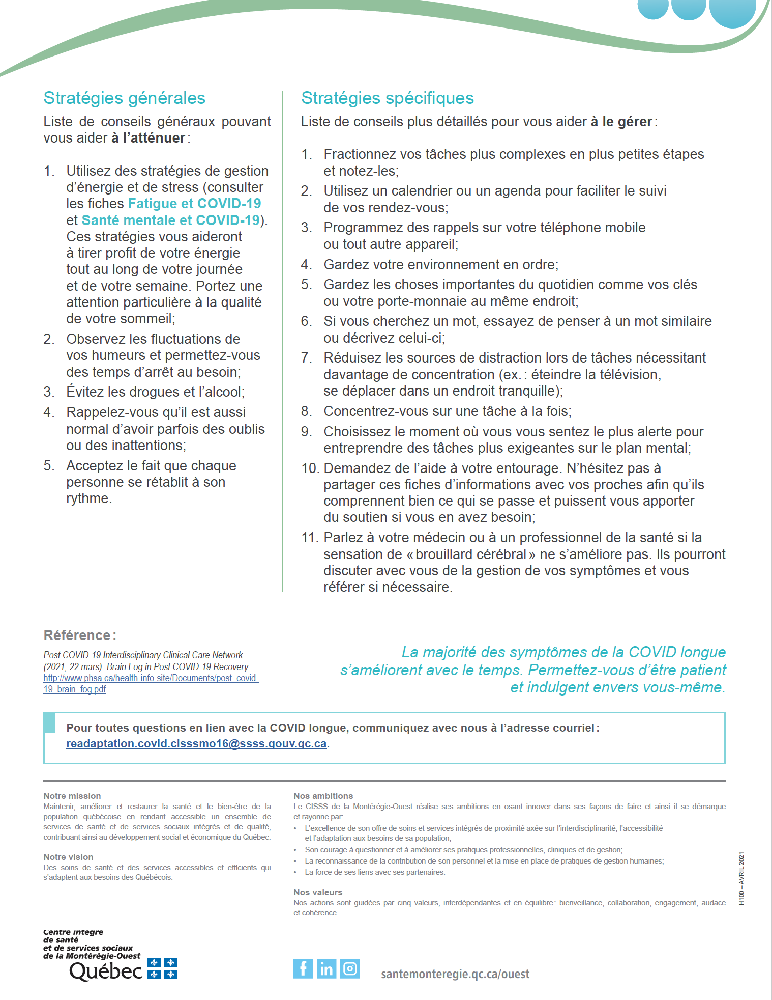 Stratégies générales
Liste de conseils généraux pouvant
vous aider à l’atténuer :
1. Utilisez des stratégies de gestion
d’énergie et de stress (consulter
les fiches Fatigue et COVID-19
et Santé mentale et COVID-19).
Ces stratégies vous aideront
à tirer profit de votre énergie
tout au long de votre journée
et de votre semaine. Portez une
attention particulière à la qualité
de votre sommeil;
2. Observez les fluctuations de
vos humeurs et permettez-vous
des temps d’arrêt au besoin;
3. Évitez les drogues et l’alcool;
4. Rappelez-vous qu’il est aussi
normal d’avoir parfois des oublis
ou des inattentions;
5. Acceptez le fait que chaque
personne se rétablit à son
rythme.
Stratégies spécifiques
Liste de conseils plus détaillés pour vous aider à le gérer :
1. Fractionnez vos tâches plus complexes en plus petites étapes
et notez-les;
2. Utilisez un calendrier ou un agenda pour faciliter le suivi
de vos rendez-vous;
3. Programmez des rappels sur votre téléphone mobile
ou tout autre appareil;
4. Gardez votre environnement en ordre;
5. Gardez les choses importantes du quotidien comme vos clés
ou votre porte-monnaie au même endroit;
6. Si vous cherchez un mot, essayez de penser à un mot similaire
ou décrivez celui-ci;
7. Réduisez les sources de distraction lors de tâches nécessitant
davantage de concentration (ex. : éteindre la télévision,
se déplacer dans un endroit tranquille);
8. Concentrez-vous sur une tâche à la fois;
9. Choisissez le moment où vous vous sentez le plus alerte pour
entreprendre des tâches plus exigeantes sur le plan mental;
10. Demandez de l’aide à votre entourage. N’hésitez pas à
partager ces fiches d’informations avec vos proches afin qu’ils
comprennent bien ce qui se passe et puissent vous apporter
du soutien si vous en avez besoin;
11. Parlez à votre médecin ou à un professionnel de la santé si la
sensation de « brouillard cérébral » ne s’améliore pas. Ils pourront
discuter avec vous de la gestion de vos symptômes et vous
référer si nécessaire.
Référence :
Post COVID-19 Interdisciplinary Clinical Care Network.
(2021, 22 mars). Brain Fog in Post COVID-19 Recovery.
http://www.phsa.ca/health-info-site/Documents/post_covid-
19_brain_fog.pdf
La majorité des symptômes de la COVID longue
s’améliorent avec le temps. Permettez-vous d’être patient
et indulgent envers vous-même.
Pour toutes questions en lien avec la COVID longue, communiquez avec nous à l’adresse courriel :
readaptation.covid.cisssmo16@ssss.gouv.qc.ca.
Notre mission
Maintenir, améliorer et restaurer la santé et le bien-être de la
population québécoise en rendant accessible un ensemble de
services de santé et de services sociaux intégrés et de qualité,
contribuant ainsi au développement social et économique du Québec.
Notre vision
Des soins de santé et des services accessibles et efficients qui
s’adaptent aux besoins des Québécois.
Nos ambitions
Le CISSS de la Montérégie-Ouest réalise ses ambitions en osant innover dans ses façons de faire et ainsi il se démarque
et rayonne par:
• L’excellence de son offre de soins et services intégrés de proximité axée sur l’interdisciplinarité, l’accessibilité
et l’adaptation aux besoins de sa population;
• Son courage à questionner et à améliorer ses pratiques professionnelles, cliniques et de gestion;
• La reconnaissance de la contribution de son personnel et la mise en place de pratiques de gestion humaines;
• La force de ses liens avec ses partenaires.
Nos valeurs
Nos actions sont guidées par cinq valeurs, interdépendantes et en équilibre : bienveillance, collaboration, engagement, audace
et cohérence.
H100 – AVRIL 2021
Centre intégré
de santé
et de services sociaux
de la Montérégie-Ouest
Québec
santemonteregie.qc.ca/ouest